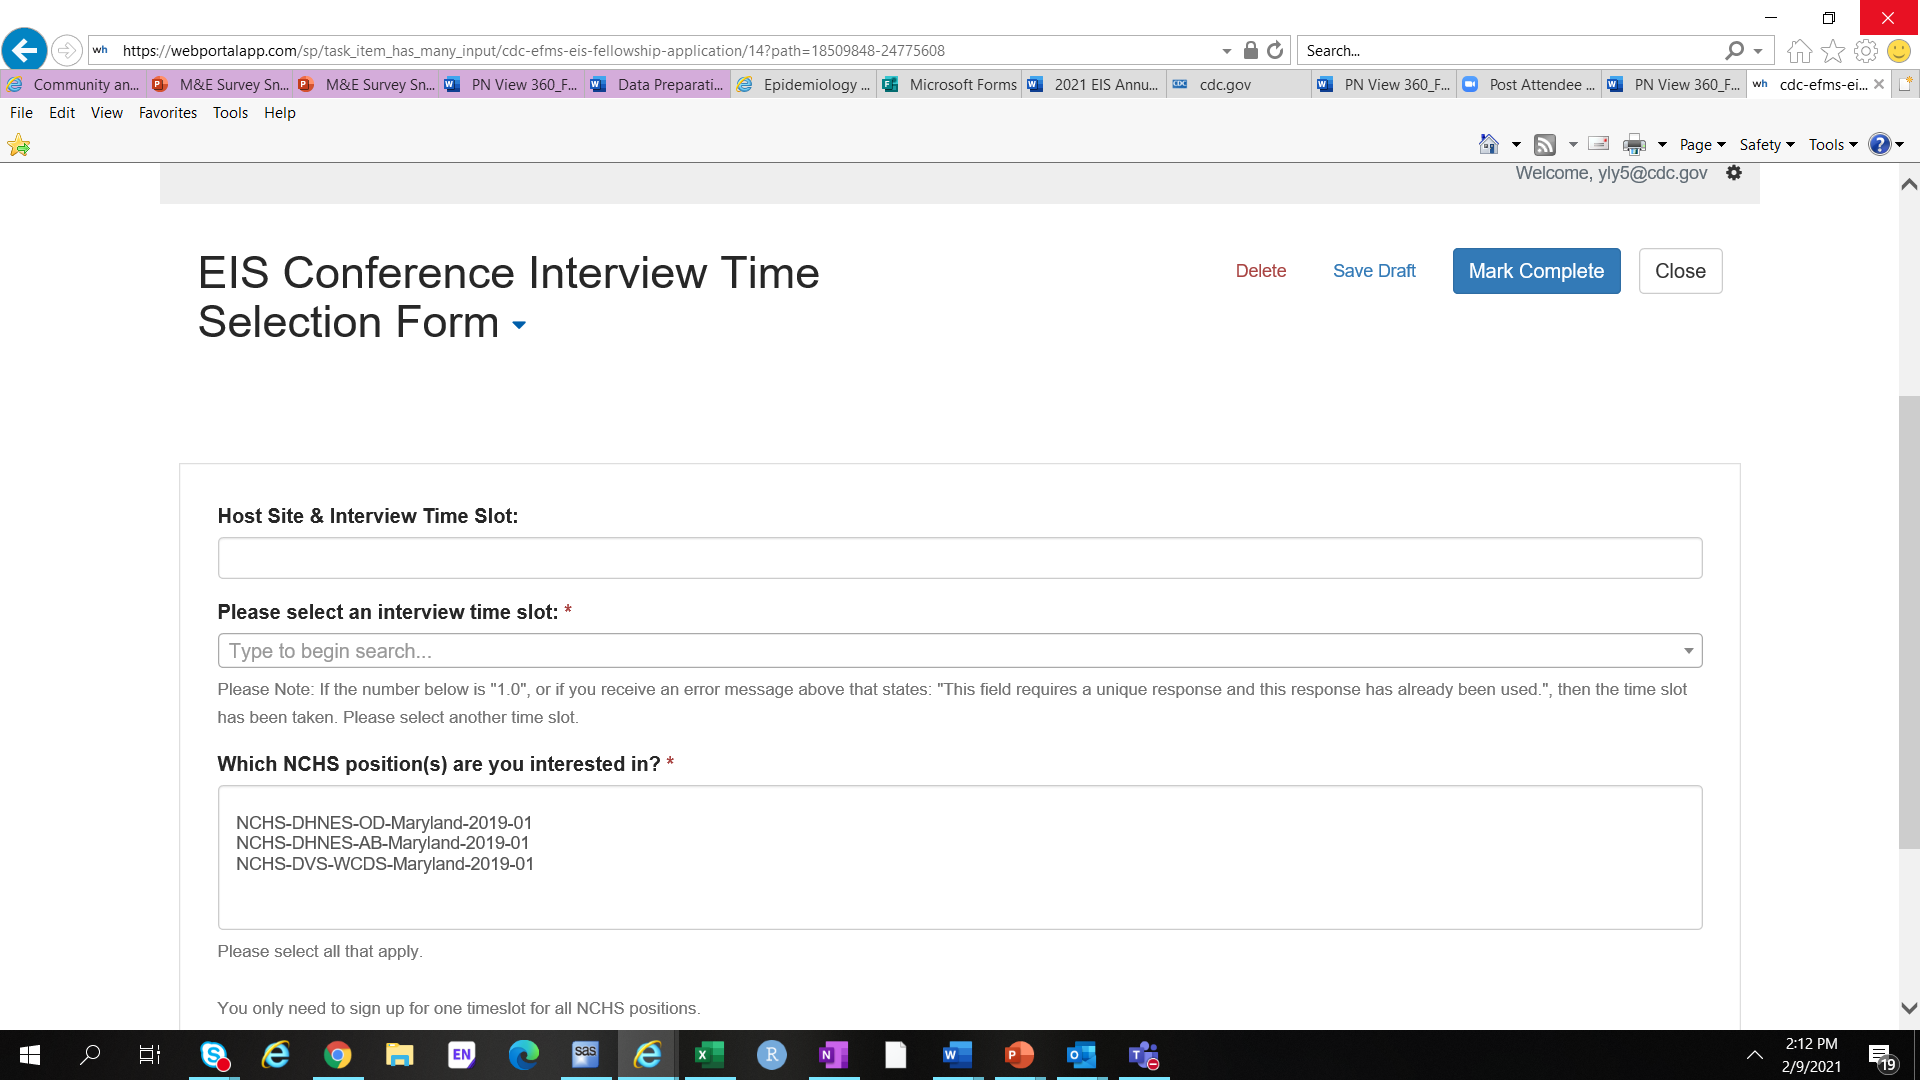 wh https://webportalapp.com/sp/task_item_has_many_input/cdc-efms-eis-fellowship-application/14?path=18509848-24775608
Search...
Community an...
M&E Survey Sn...
M&E Survey Sn...
PN View 360_F...
Data Preparati...
Epidemiology ...
Microsoft Forms
2021 EIS Annu...
CDC cdc.gov
PN View 360_F...
Post Attendee ...
PN View 360_F...
wh cdc-efms-ei...
File Edit View Favorites Tools Help
Page Safety Tools
Welcome, yly5@cdc.gov
EIS Conference Interview Time
Selection Form
Delete Save Draft Mark Complete Close
Host Site & Interview Time Slot:
Please select an interview time slot: *
Type to begin search...
Please Note: If the number below is "1.0", or if you receive an error message above that states: "This field requires a unique response and this response has already been used.", then the time slot
has been taken. Please select another time slot.
Which NCHS position(s) are you interested in? *
NCHS-DHNES-OD-Maryland-2019-01
NCHS-DHNES-AB-Maryland-2019-01
NCHS-DVS-WCDS-Maryland-2019-01
Please select all that apply.
You only need to sign up for one timeslot for all NCHS positions.
EN
sas
2:12 PM
2/9/2021
19